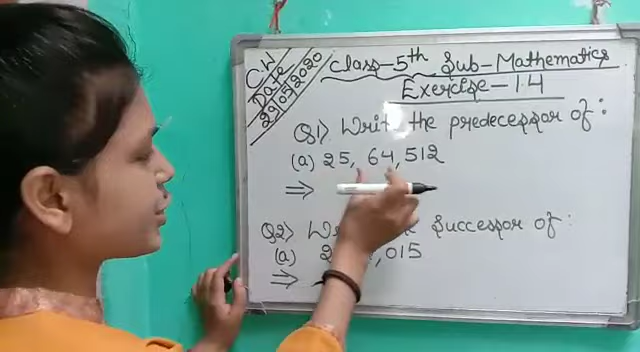 C.W
Date
29/05/2020
Class-5th Sub-Mathematics
Exercise-1.4
Q1> Write the predecessor of:
(a) 25, 64,512
⇒
Q2> successor of:
(a) ,015
⇒